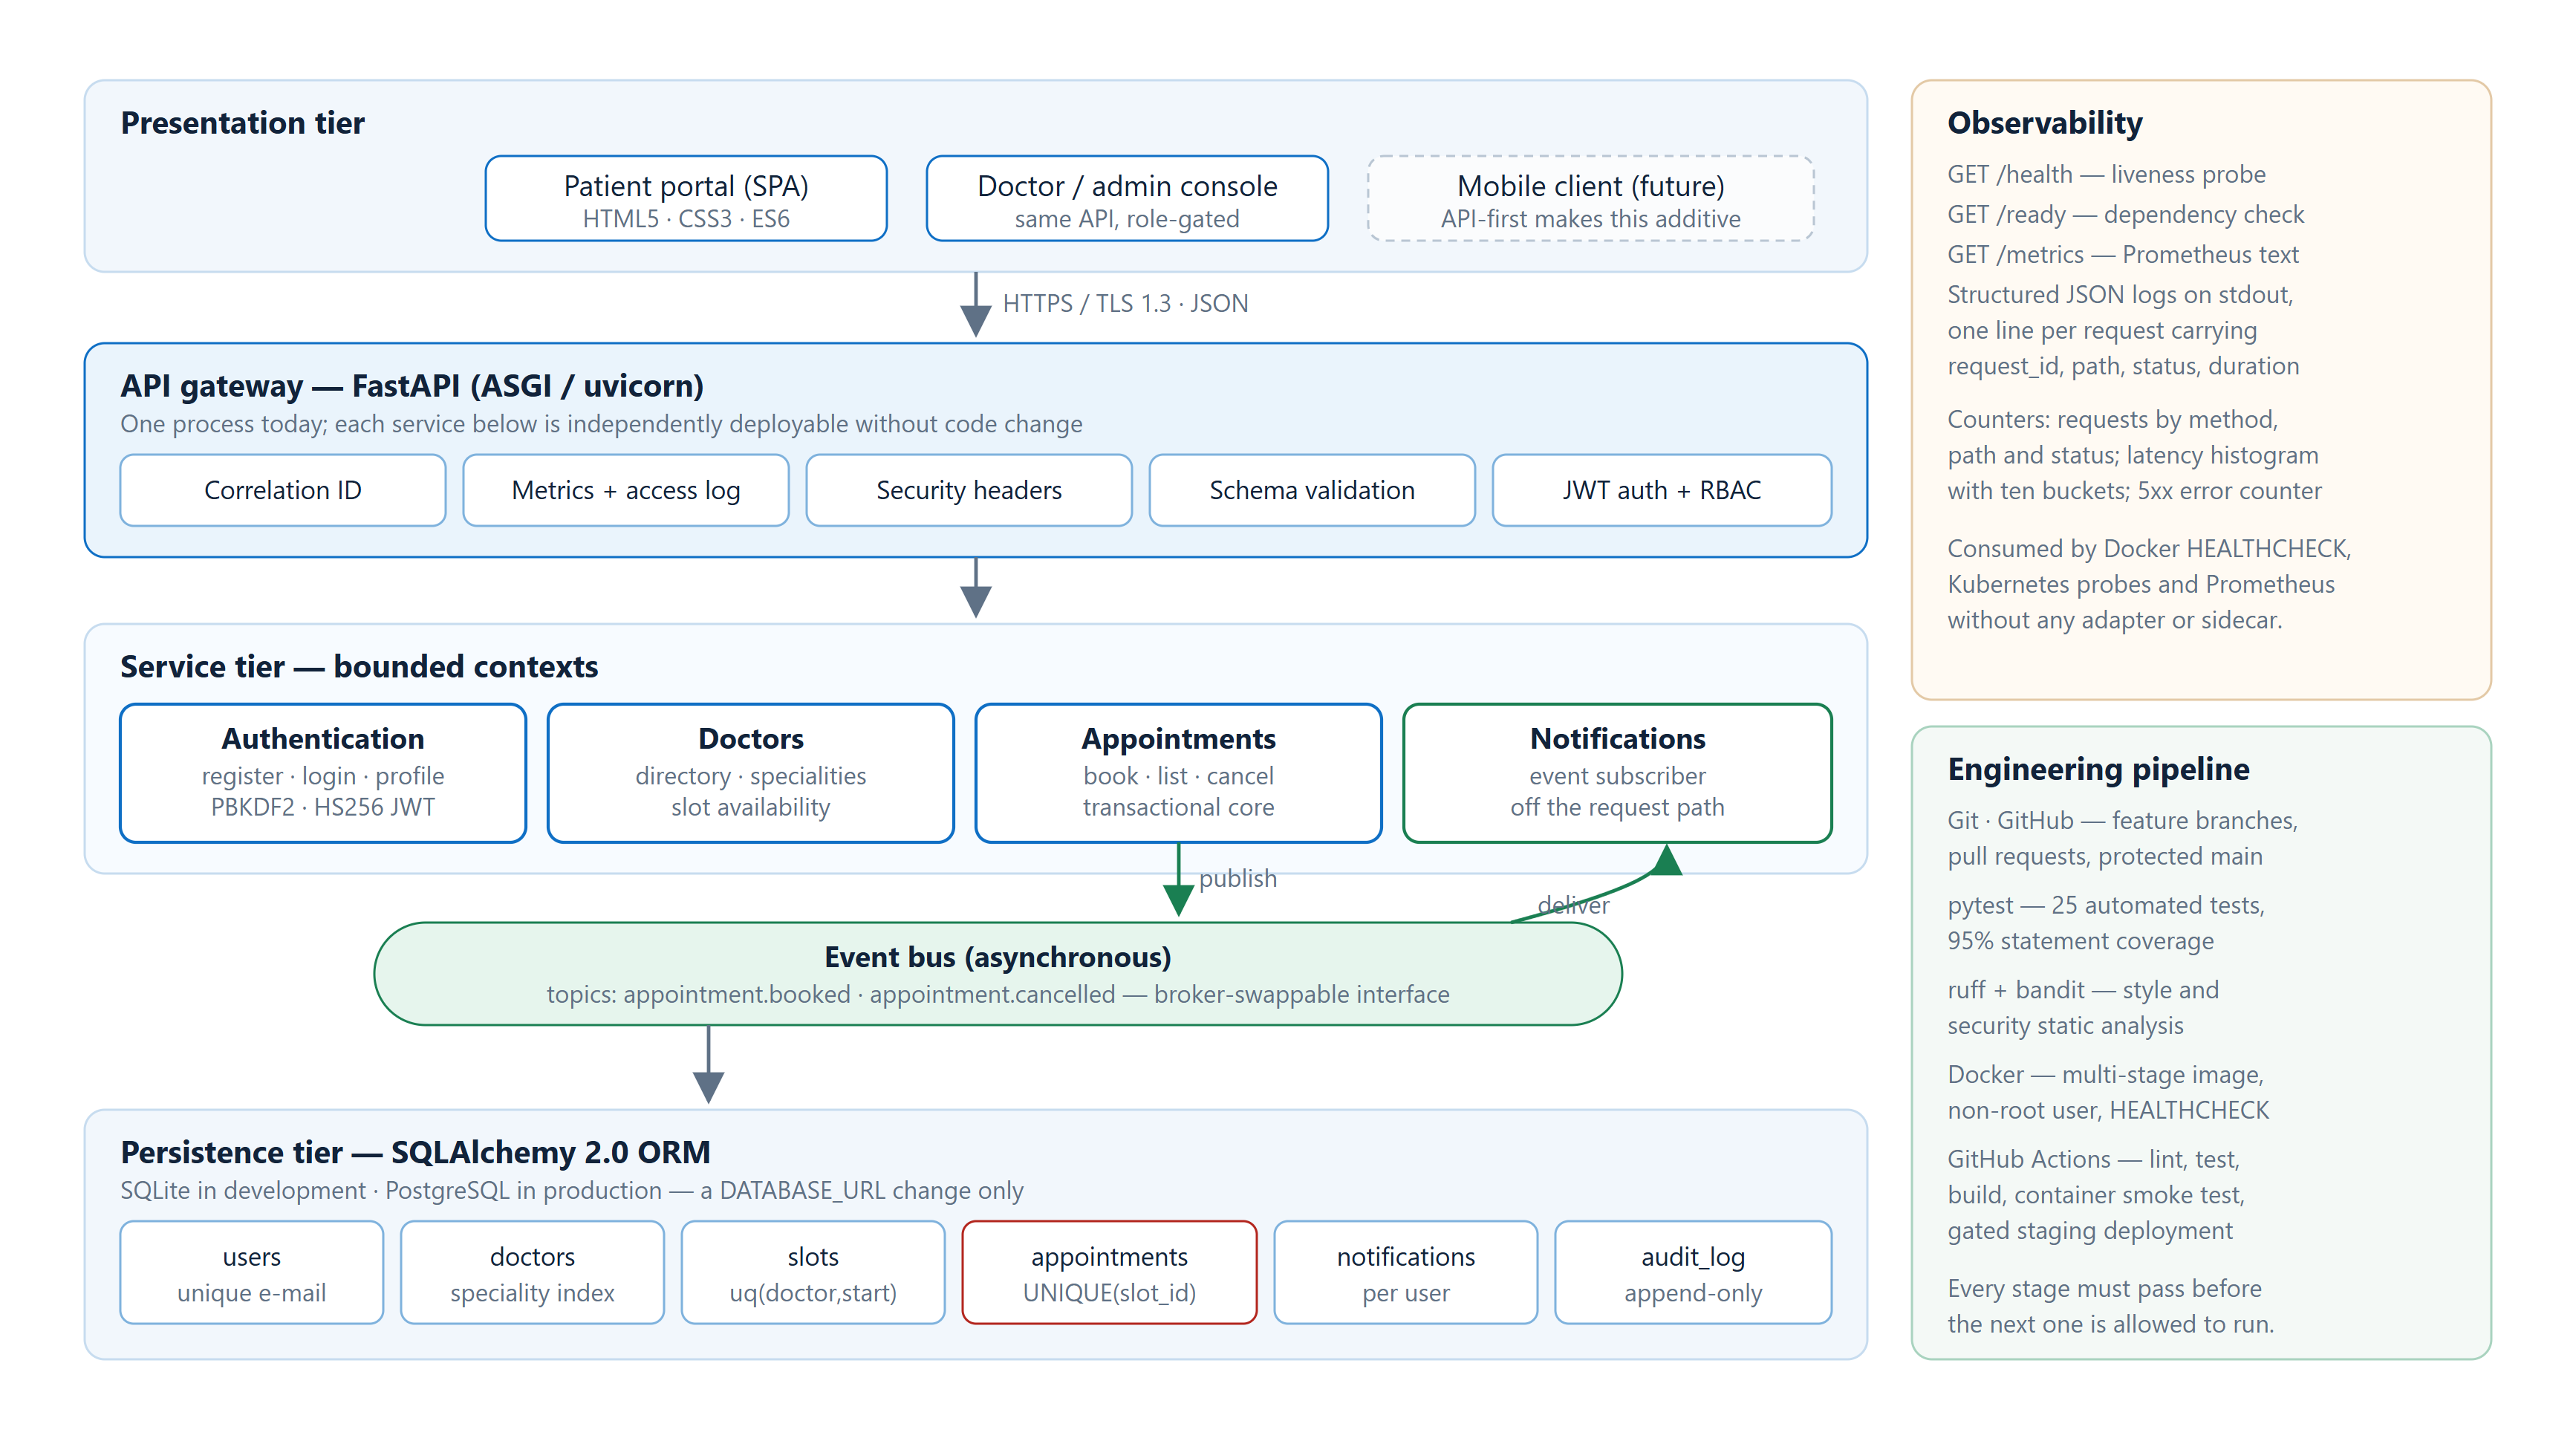 Presentation tier
Patient portal (SPA)
HTML5 · CSS3 · ES6
Doctor / admin console
same API, role-gated
Mobile client (future)
API-first makes this additive
HTTPS / TLS 1.3 · JSON
API gateway — FastAPI (ASGI / uvicorn)
One process today; each service below is independently deployable without code change
Correlation ID
Metrics + access log
Security headers
Schema validation
JWT auth + RBAC
Service tier — bounded contexts
Authentication
register · login · profile
PBKDF2 · HS256 JWT
Doctors
directory · specialities
slot availability
Appointments
book · list · cancel
transactional core
Notifications
event subscriber
off the request path
publish
deliver
Event bus (asynchronous)
topics: appointment.booked · appointment.cancelled — broker-swappable interface
Persistence tier — SQLAlchemy 2.0 ORM
SQLite in development · PostgreSQL in production — a DATABASE_URL change only
users
unique e-mail
doctors
speciality index
slots
uq(doctor,start)
appointments
UNIQUE(slot_id)
notifications
per user
audit_log
append-only
Observability
GET /health — liveness probe
GET /ready — dependency check
GET /metrics — Prometheus text
Structured JSON logs on stdout,
one line per request carrying
request_id, path, status, duration
Counters: requests by method,
path and status; latency histogram
with ten buckets; 5xx error counter
Consumed by Docker HEALTHCHECK,
Kubernetes probes and Prometheus
without any adapter or sidecar.
Engineering pipeline
Git · GitHub — feature branches,
pull requests, protected main
pytest — 25 automated tests,
95% statement coverage
ruff + bandit — style and
security static analysis
Docker — multi-stage image,
non-root user, HEALTHCHECK
GitHub Actions — lint, test,
build, container smoke test,
gated staging deployment
Every stage must pass before
the next one is allowed to run.